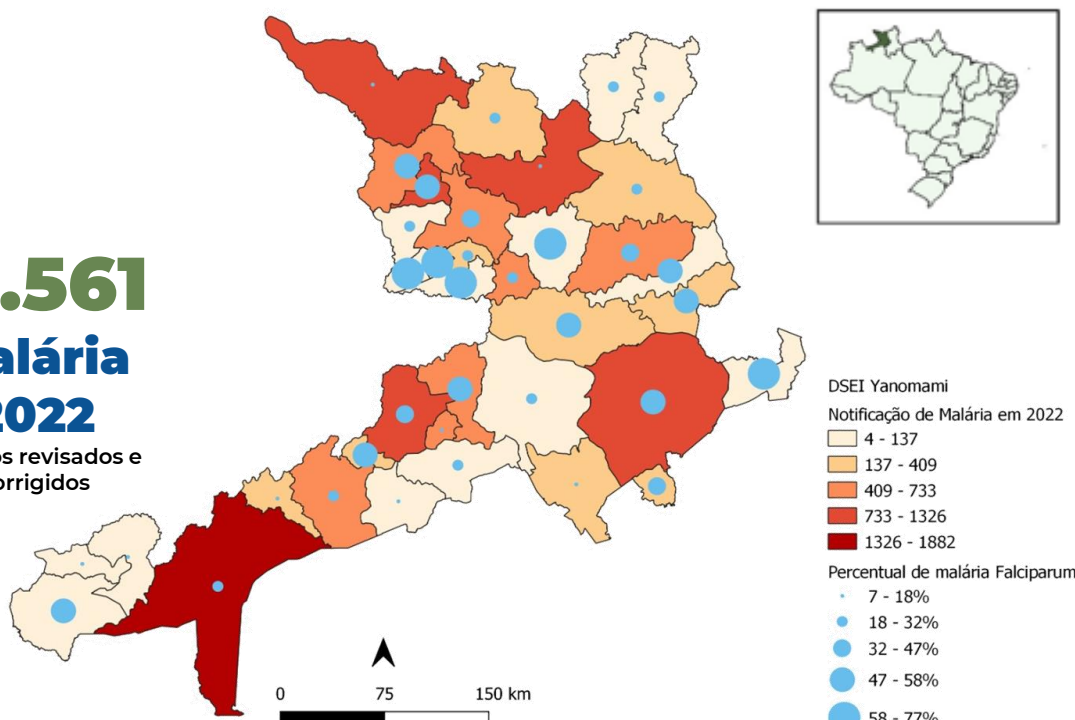 .561
alária
2022
os revisados e
orrigidos
DSEI Yanomami
Notificação de Malária em 2022
4 - 137
137 - 409
409 - 733
733 - 1326
1326 - 1882
Percentual de malária Falciparum
7 - 18%
18 - 32%
32 - 47%
47 - 58%
58 - 77%
0 75 150 km